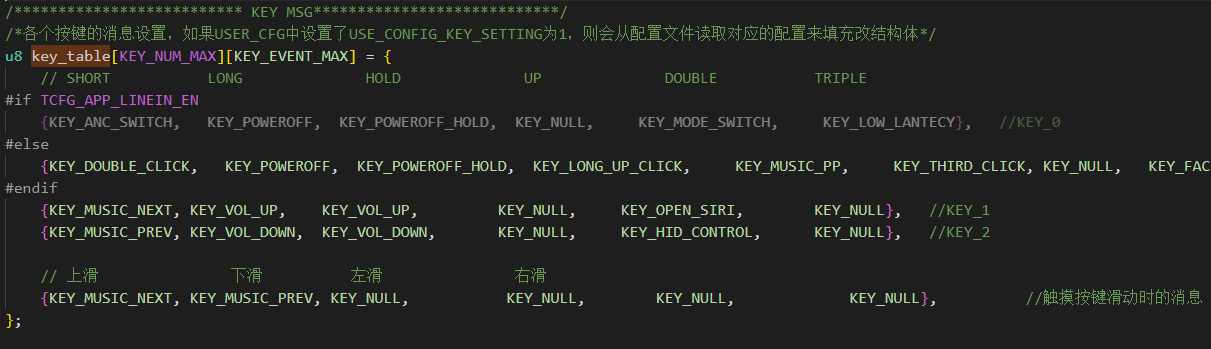 /************************** KEY MSG****************************/
/*各个按键的消息设置，如果USER_CFG中设置了USE_CONFIG_KEY_SETTING为1，则会从配置文件读取对应的配置来填充改结构体*/
u8 key_table[KEY_NUM_MAX][KEY_EVENT_MAX] = {
// SHORT LONG HOLD UP DOUBLE TRIPLE
#if TCFG_APP_LINEIN_EN
{KEY_ANC_SWITCH, KEY_POWEROFF, KEY_POWEROFF_HOLD, KEY_NULL, KEY_MODE_SWITCH, KEY_LOW_LANTECY}, //KEY_0
#else
{KEY_DOUBLE_CLICK, KEY_POWEROFF, KEY_POWEROFF_HOLD, KEY_LONG_UP_CLICK, KEY_MUSIC_PP, KEY_THIRD_CLICK, KEY_NULL, KEY_FAC
#endif
{KEY_MUSIC_NEXT, KEY_VOL_UP, KEY_VOL_UP, KEY_NULL, KEY_OPEN_SIRI, KEY_NULL}, //KEY_1
{KEY_MUSIC_PREV, KEY_VOL_DOWN, KEY_VOL_DOWN, KEY_NULL, KEY_HID_CONTROL, KEY_NULL}, //KEY_2
// 上滑 下滑 左滑 右滑
{KEY_MUSIC_NEXT, KEY_MUSIC_PREV, KEY_NULL, KEY_NULL, KEY_NULL, KEY_NULL}, //触摸按键滑动时的消息
};